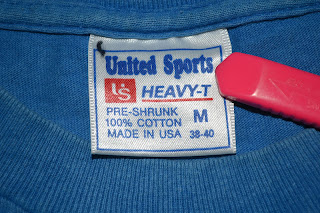 United Sports
US HEAVY-T
PRE-SHRUNK M
100% COTTON
MADE IN USA 38-40